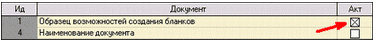 Ид Документ Акт
1 Образец возможностей создания бланков
4 Наименование документа